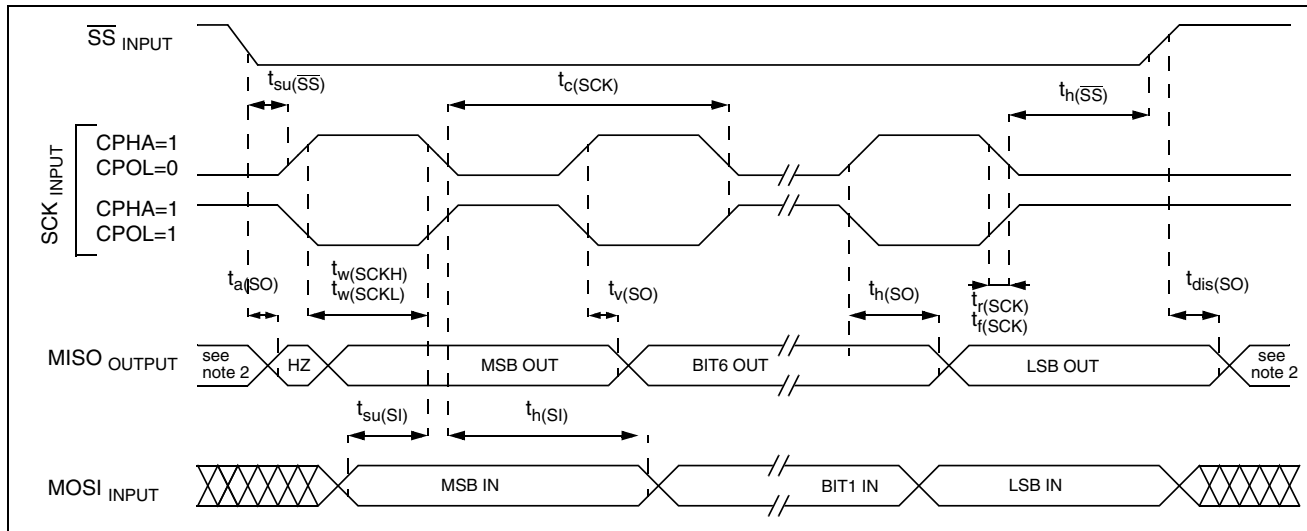 SS INPUT
tsu(SS)
tc(SCK)
th(SS)
SCK INPUT
CPHA=1
CPOL=0
CPHA=1
CPOL=1
ta(SO)
tw(SCKH)
tw(SCKL)
tv(SO)
th(SO)
tr(SCK)
tf(SCK)
tdis(SO)
MISO OUTPUT
see
note 2
HZ
MSB OUT
BIT6 OUT
LSB OUT
see
note 2
tsu(SI)
th(SI)
MOSI INPUT
MSB IN
BIT1 IN
LSB IN